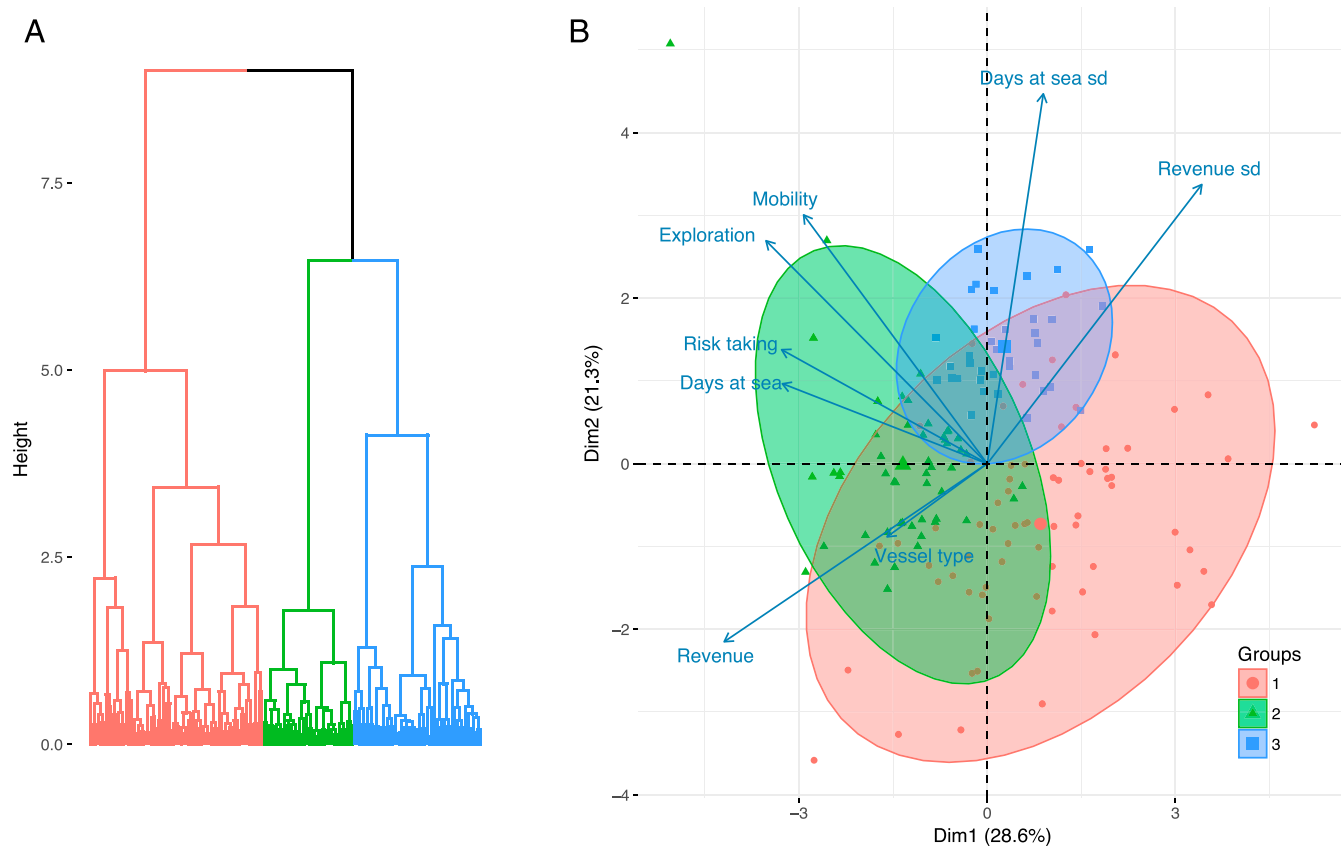 A
Height
7.5
5.0
2.5
0.0
B
Dim2 (21.3%)
4
2
0
−2
−4
Days at sea sd
Revenue sd
Mobility
Exploration
Risk taking
Days at sea
Vessel type
Revenue
Groups
1
2
3
−3
0
3
Dim1 (28.6%)